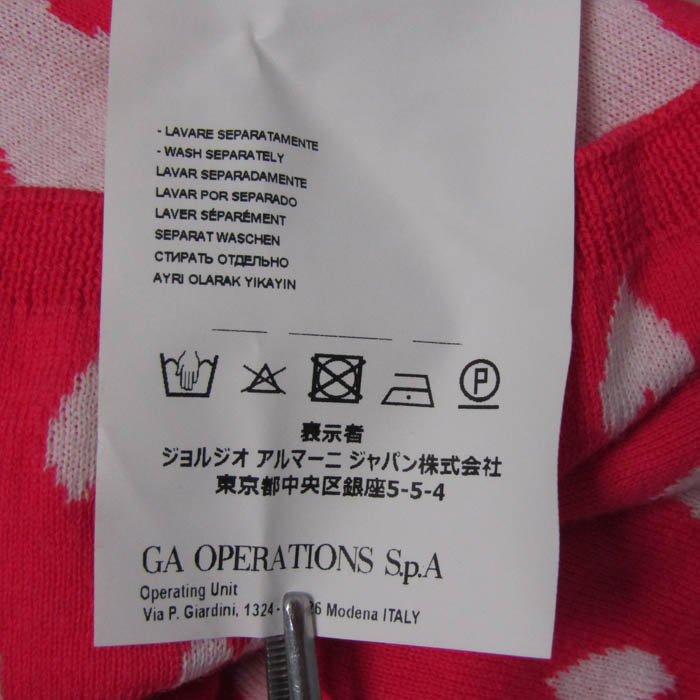 - LAVARE SEPARATAMENTE
- WASH SEPARATELY
LAVAR SEPARADAMENTE
LAVAR POR SEPARADO
LAVER SÉPARÉMENT
SEPARAT WASCHEN
СТИРАТЬ ОТДЕЛЬНО
AYRI OLARAK YIKAYIN
P
表示者
ジョルジオ アルマーニ ジャパン株式会社
東京都中央区銀座5-5-4
GA OPERATIONS S.p.A
Operating Unit
Via P. Giardini, 1324- Modena ITALY